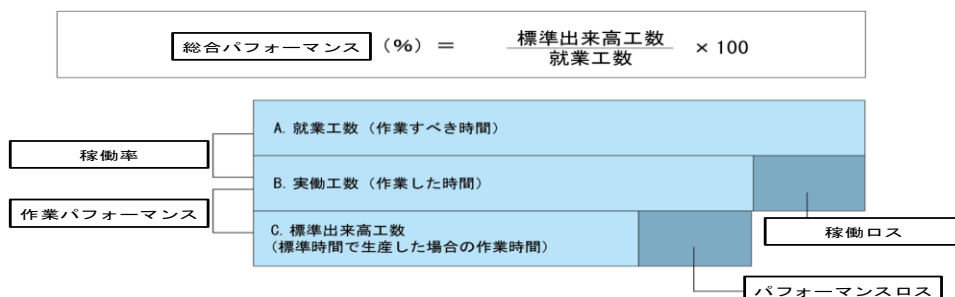 総合パフォーマンス (%) = 標準出来高工数 × 100
就業工数
A. 就業工数（作業すべき時間）
稼働率
B. 実働工数（作業した時間）
作業パフォーマンス
C. 標準出来高工数
（標準時間で生産した場合の作業時間）
稼働ロス
パフォーマンスロス